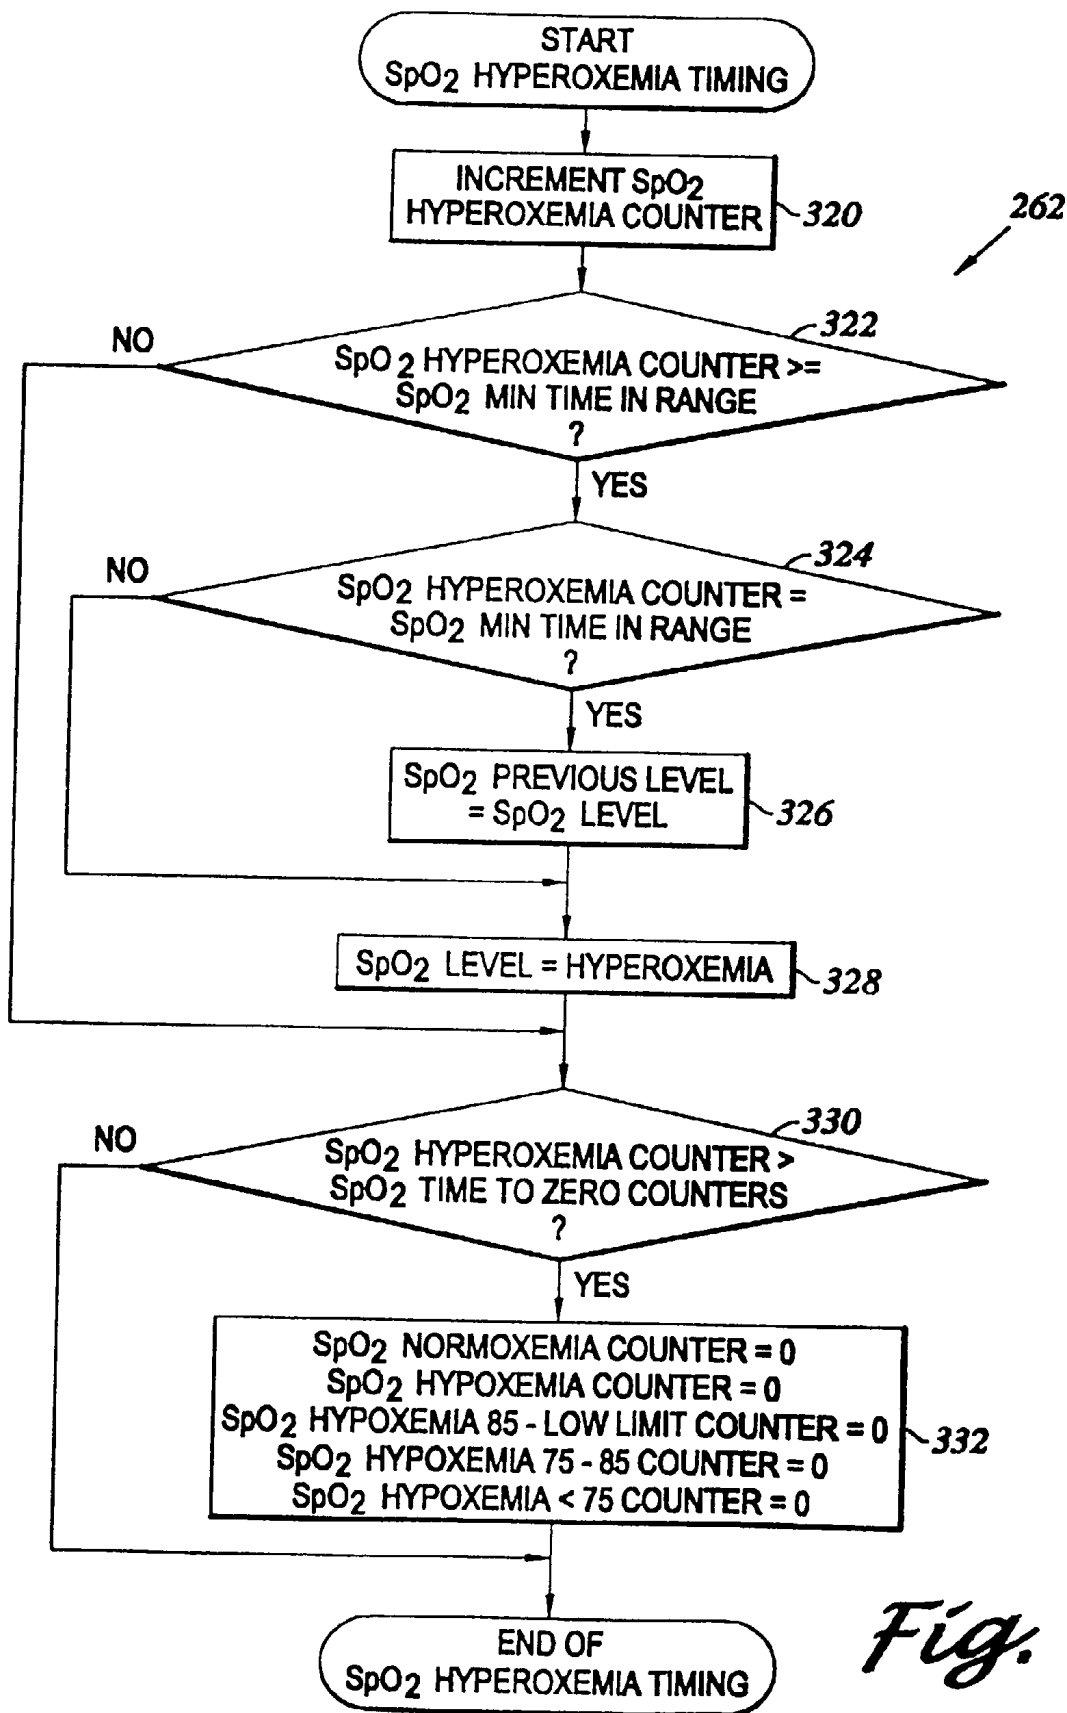 START
SpO2 HYPEROXEMIA TIMING
INCREMENT SpO2
HYPEROXEMIA COUNTER
320
262
322
NO
SpO2 HYPEROXEMIA COUNTER >=
SpO2 MIN TIME IN RANGE
?
YES
324
NO
SpO2 HYPEROXEMIA COUNTER =
SpO2 MIN TIME IN RANGE
?
YES
SpO2 PREVIOUS LEVEL
= SpO2 LEVEL
326
SpO2 LEVEL = HYPEROXEMIA
328
330
NO
SpO2 HYPEROXEMIA COUNTER >
SpO2 TIME TO ZERO COUNTERS
?
YES
SpO2 NORMOXEMIA COUNTER = 0
SpO2 HYPOXEMIA COUNTER = 0
SpO2 HYPOXEMIA 85 - LOW LIMIT COUNTER = 0
SpO2 HYPOXEMIA 75 - 85 COUNTER = 0
SpO2 HYPOXEMIA < 75 COUNTER = 0
332
END OF
SpO2 HYPEROXEMIA TIMING
Fig.